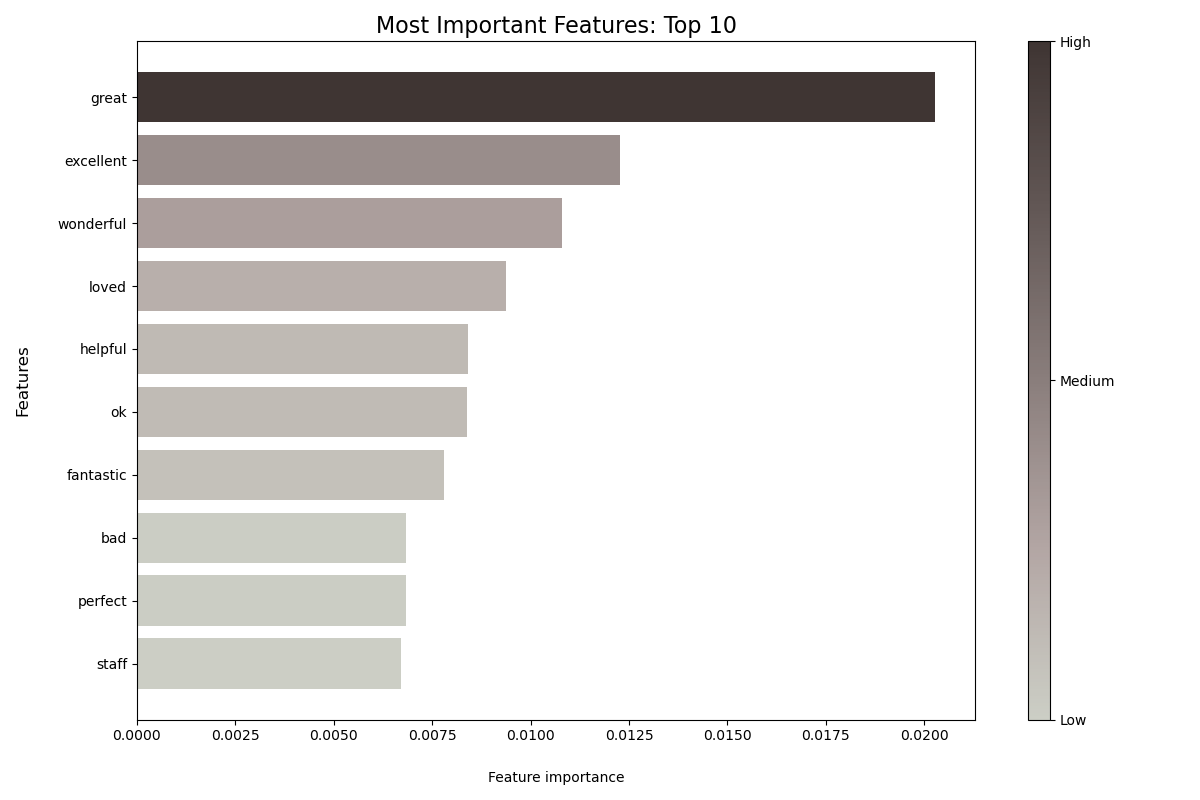 Most Important Features: Top 10
great
excellent
wonderful
loved
helpful
ok
fantastic
bad
perfect
staff
Features
0.0000 0.0025 0.0050 0.0075 0.0100 0.0125 0.0150 0.0175 0.0200
Feature importance
High
Medium
Low